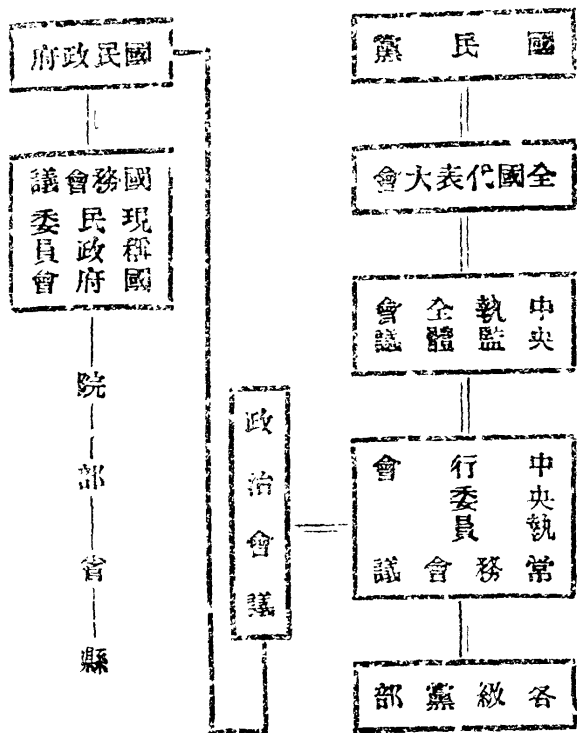 國民黨
全國代表大會
中央
執監
全體
會議
中央執
行委員
會
常務會議
各級黨部
政治會議
國民政府
國務會議
現稱國
民政府
委員會
院
部
省
縣